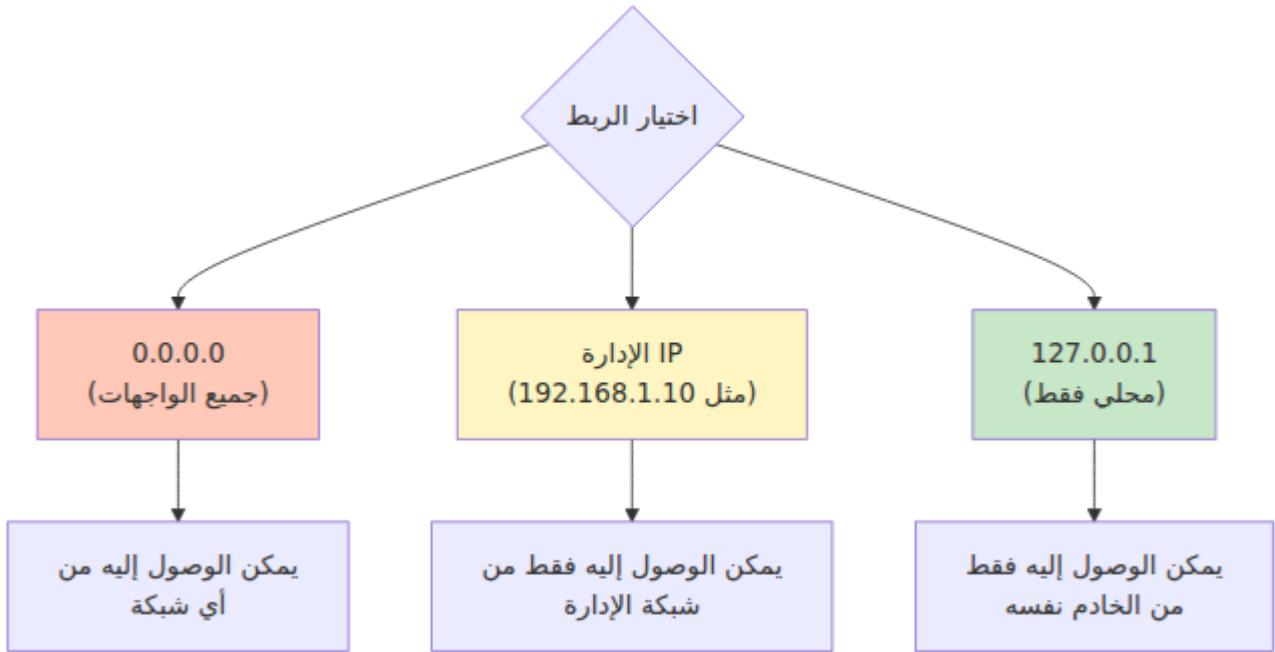 اختيار الربط
0.0.0.0
(جميع الواجهات)
IP الإدارة
(مثل 192.168.1.10)
127.0.0.1
(محلي فقط)
يمكن الوصول إليه من
أي شبكة
يمكن الوصول إليه فقط من
شبكة الإدارة
يمكن الوصول إليه فقط
من الخادم نفسه